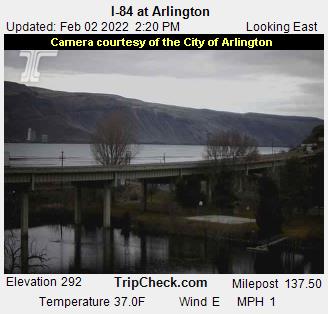 I-84 at Arlington
Updated: Feb 02 2022 2:20 PM Looking East
Camera courtesy of the City of Arlington
Elevation 292 TripCheck.com Milepost 137.50
Temperature 37.0F Wind E MPH 1